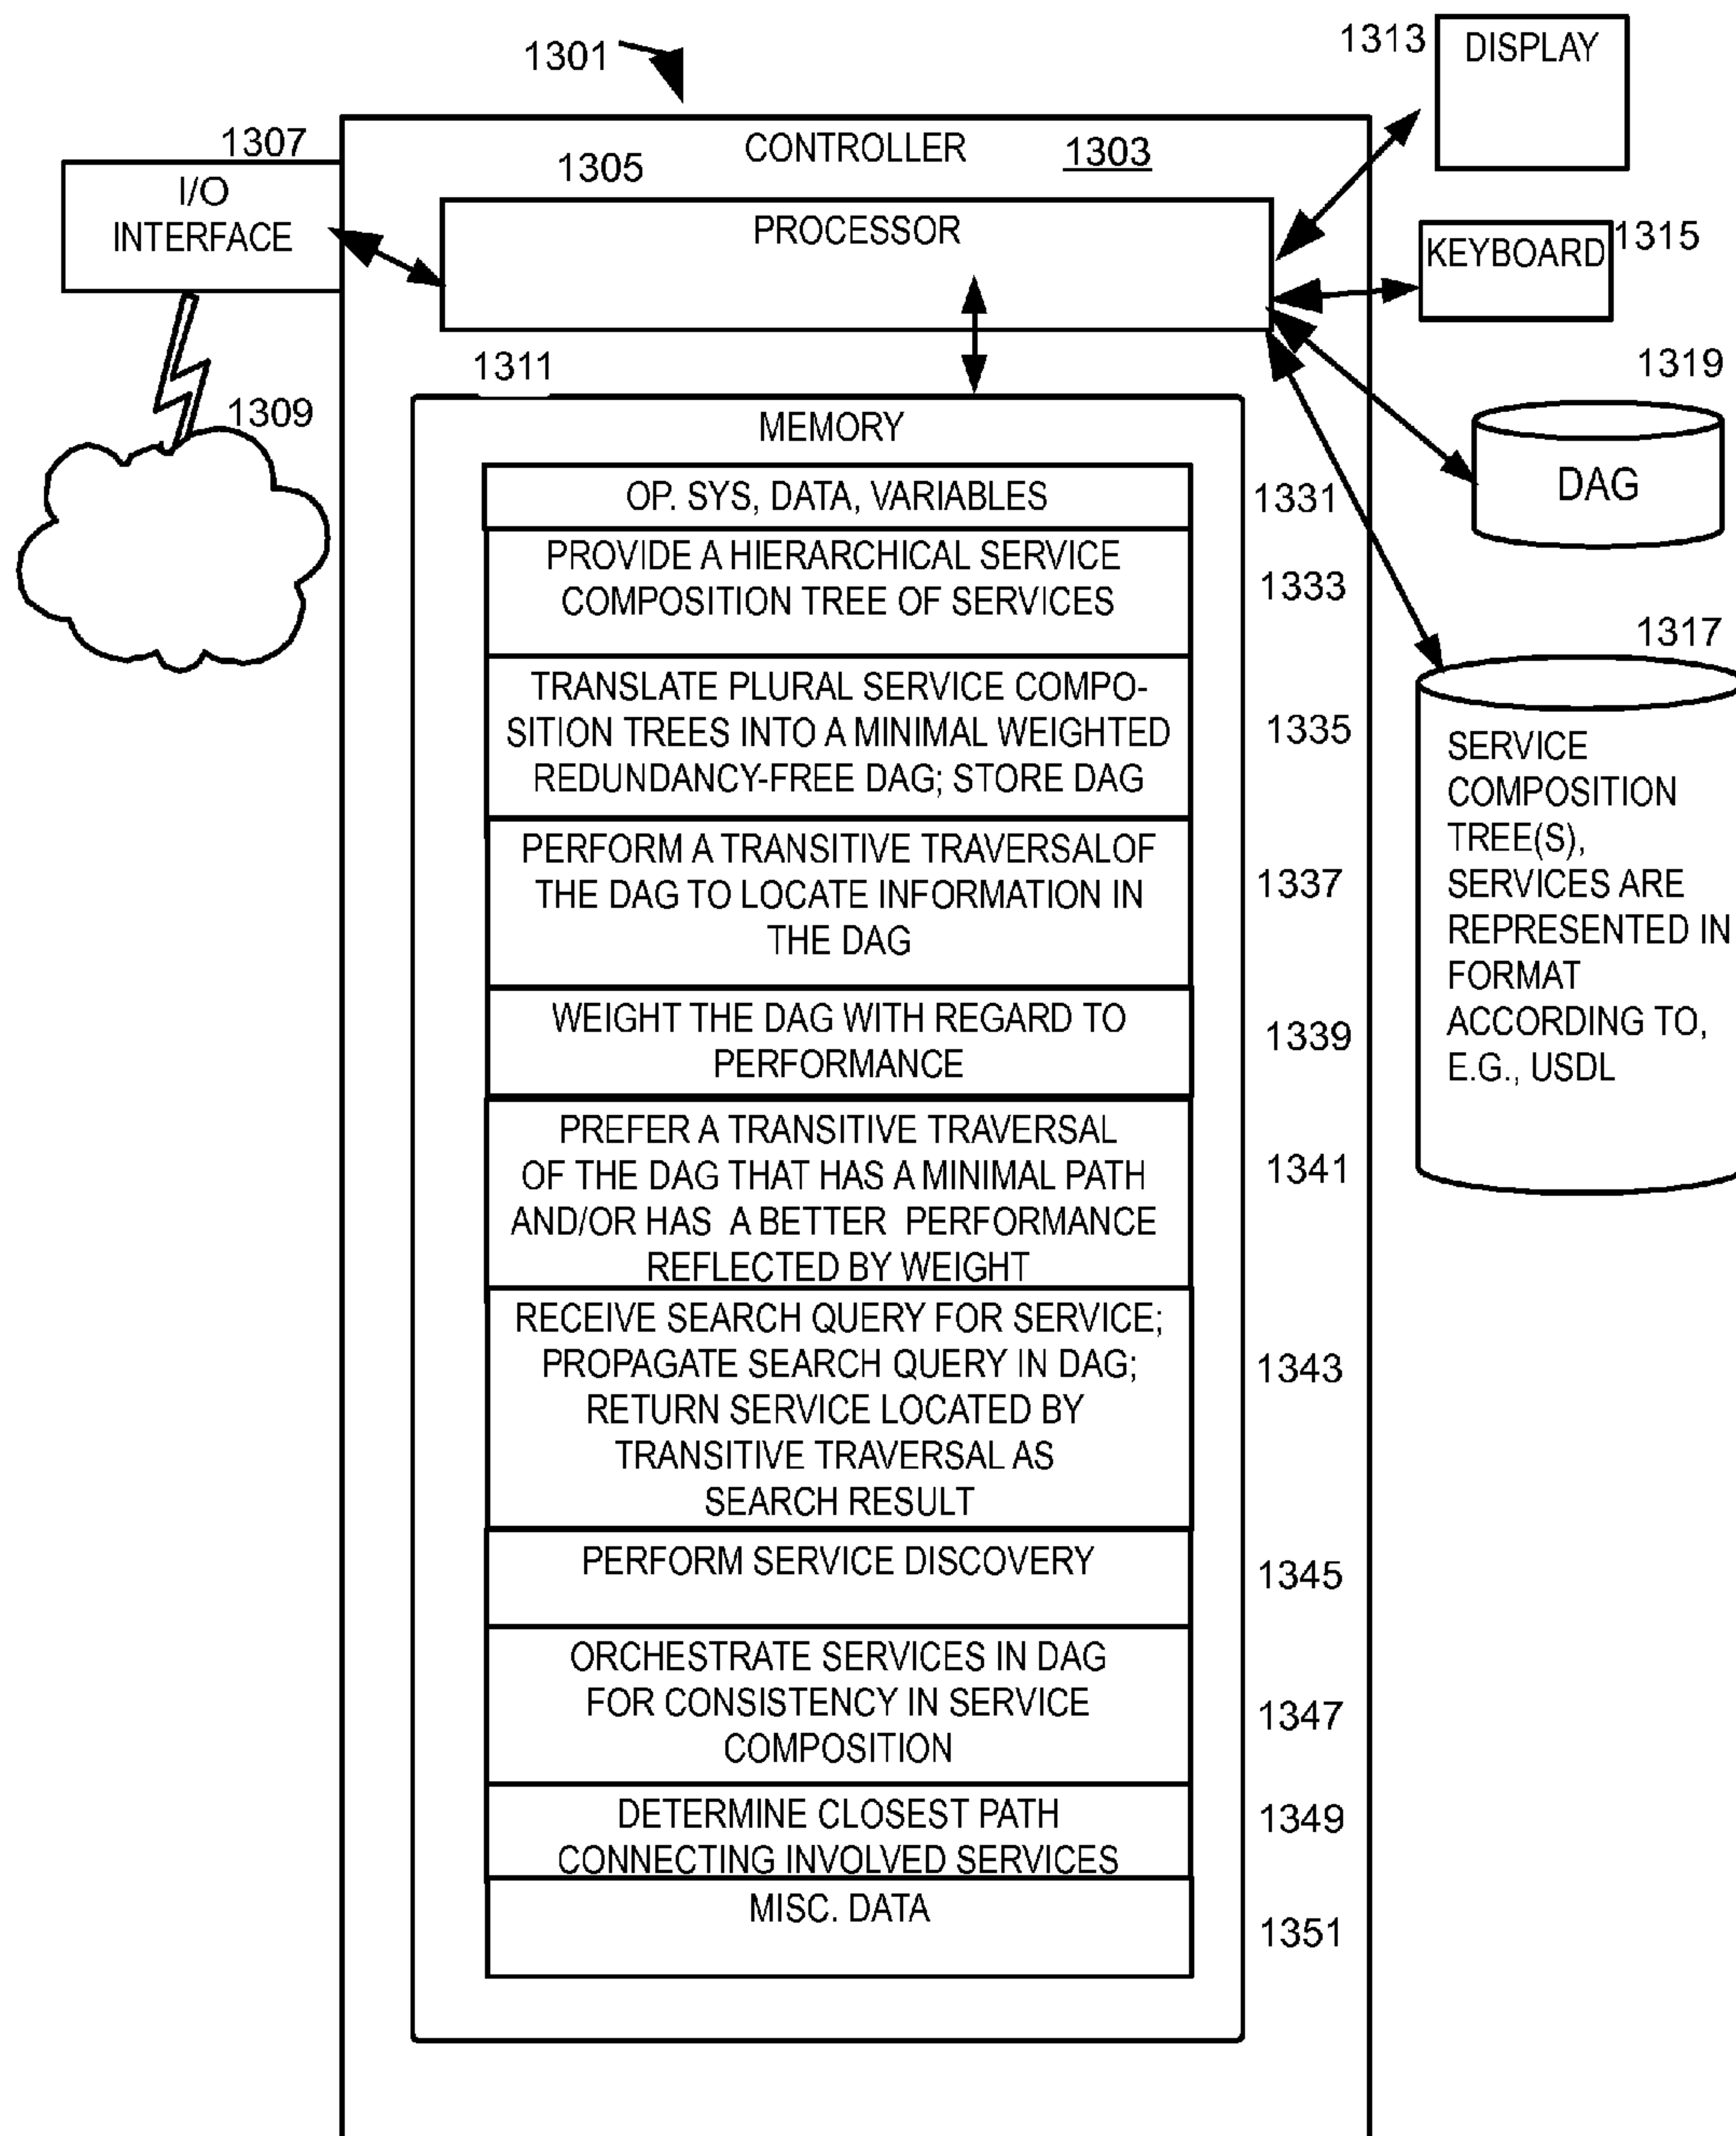 1301
1313
DISPLAY
1307
CONTROLLER 1303
1305
I/O
INTERFACE
PROCESSOR
KEYBOARD
1315
1311
1319
1309
MEMORY
DAG
OP. SYS, DATA, VARIABLES
1331
PROVIDE A HIERARCHICAL SERVICE
COMPOSITION TREE OF SERVICES
1333
1317
TRANSLATE PLURAL SERVICE COMPO-
SITION TREES INTO A MINIMAL WEIGHTED
REDUNDANCY-FREE DAG; STORE DAG
1335
SERVICE
COMPOSITION
TREE(S),
SERVICES ARE
REPRESENTED IN
FORMAT
ACCORDING TO,
E.G., USDL
PERFORM A TRANSITIVE TRAVERSALOF
THE DAG TO LOCATE INFORMATION IN
THE DAG
1337
WEIGHT THE DAG WITH REGARD TO
PERFORMANCE
1339
PREFER A TRANSITIVE TRAVERSAL
OF THE DAG THAT HAS A MINIMAL PATH
AND/OR HAS A BETTER PERFORMANCE
REFLECTED BY WEIGHT
1341
RECEIVE SEARCH QUERY FOR SERVICE;
PROPAGATE SEARCH QUERY IN DAG;
RETURN SERVICE LOCATED BY
TRANSITIVE TRAVERSAL AS
SEARCH RESULT
1343
PERFORM SERVICE DISCOVERY
1345
ORCHESTRATE SERVICES IN DAG
FOR CONSISTENCY IN SERVICE
COMPOSITION
1347
DETERMINE CLOSEST PATH
CONNECTING INVOLVED SERVICES
1349
MISC. DATA
1351